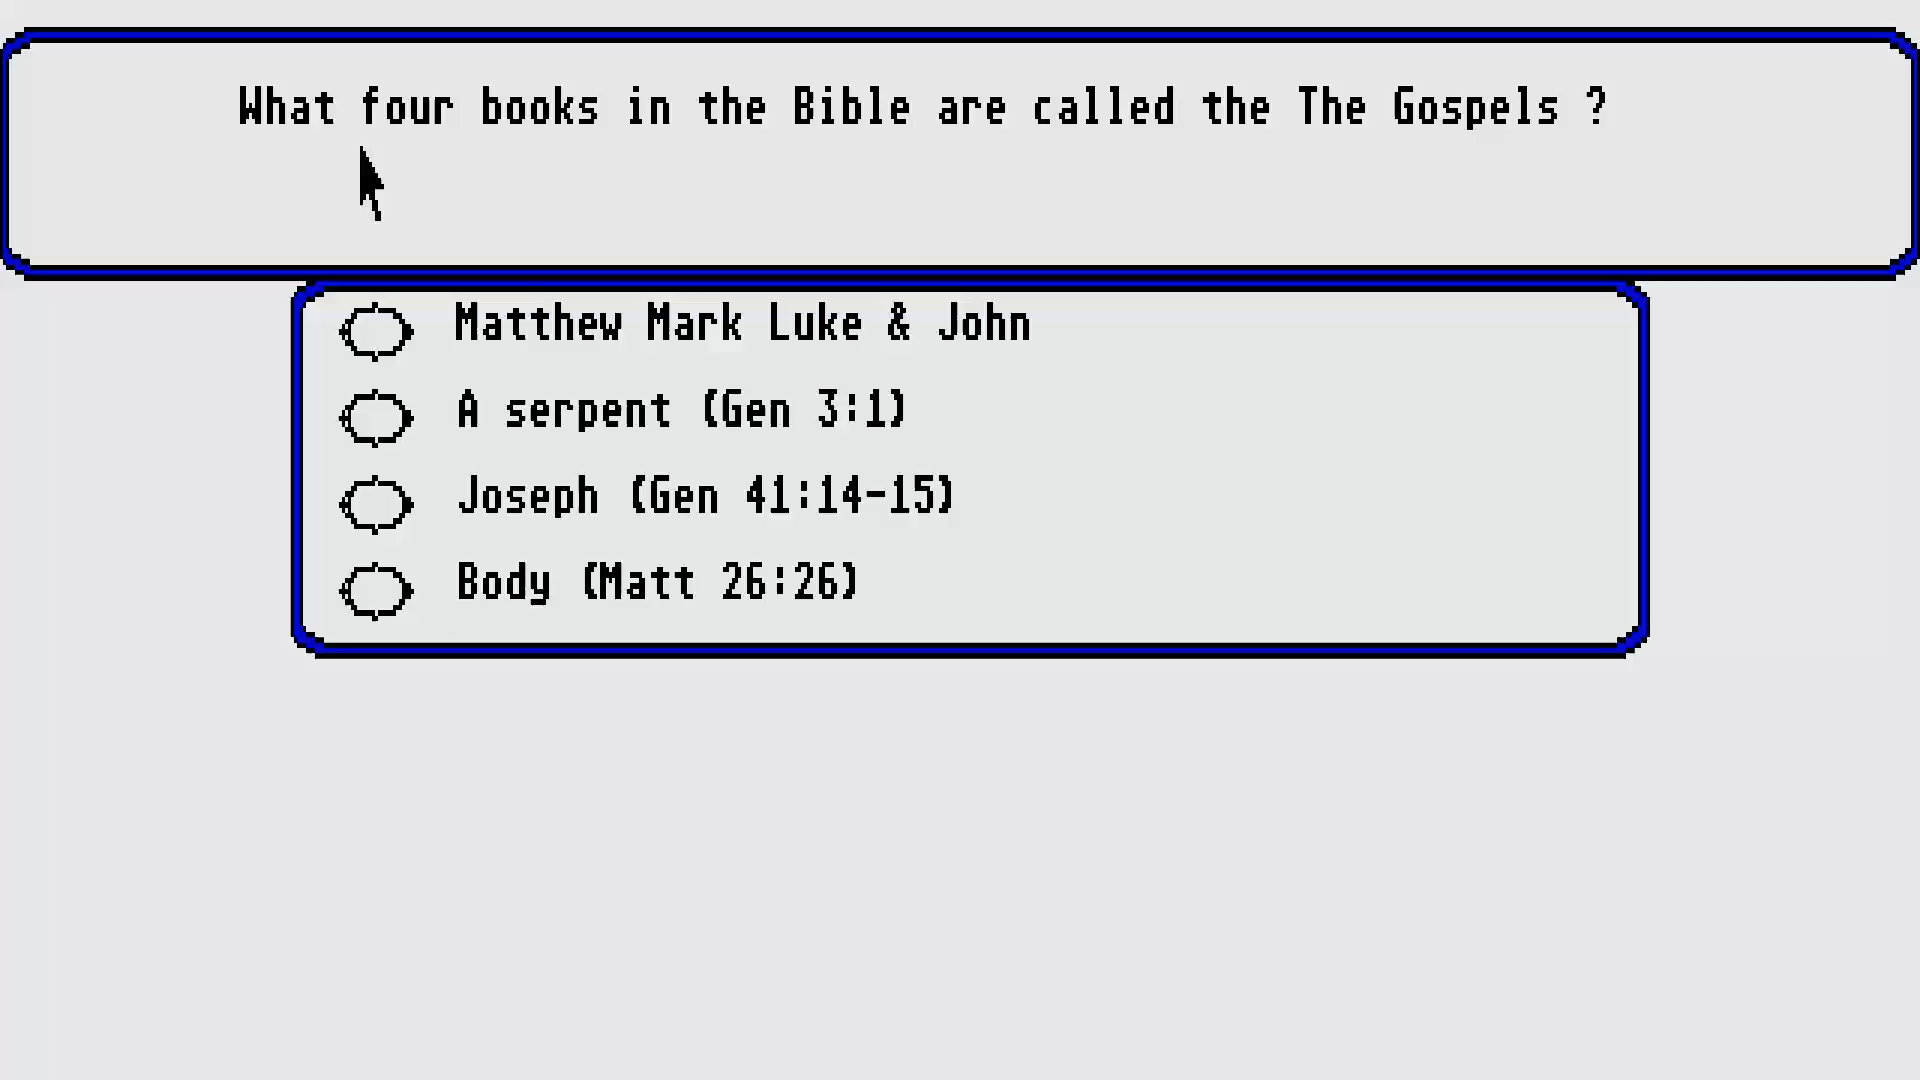 What four books in the Bible are called the The Gospels ?
Matthew Mark Luke & John
A serpent (Gen 3:1)
Joseph (Gen 41:14-15)
Body (Matt 26:26)